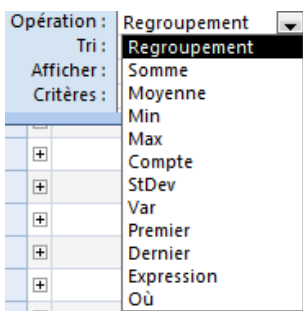 Opération : Regroupement
Tri : Regroupement
Afficher : Somme
Critères : Moyenne
Min
Max
Compte
StDev
Var
Premier
Dernier
Expression
Où